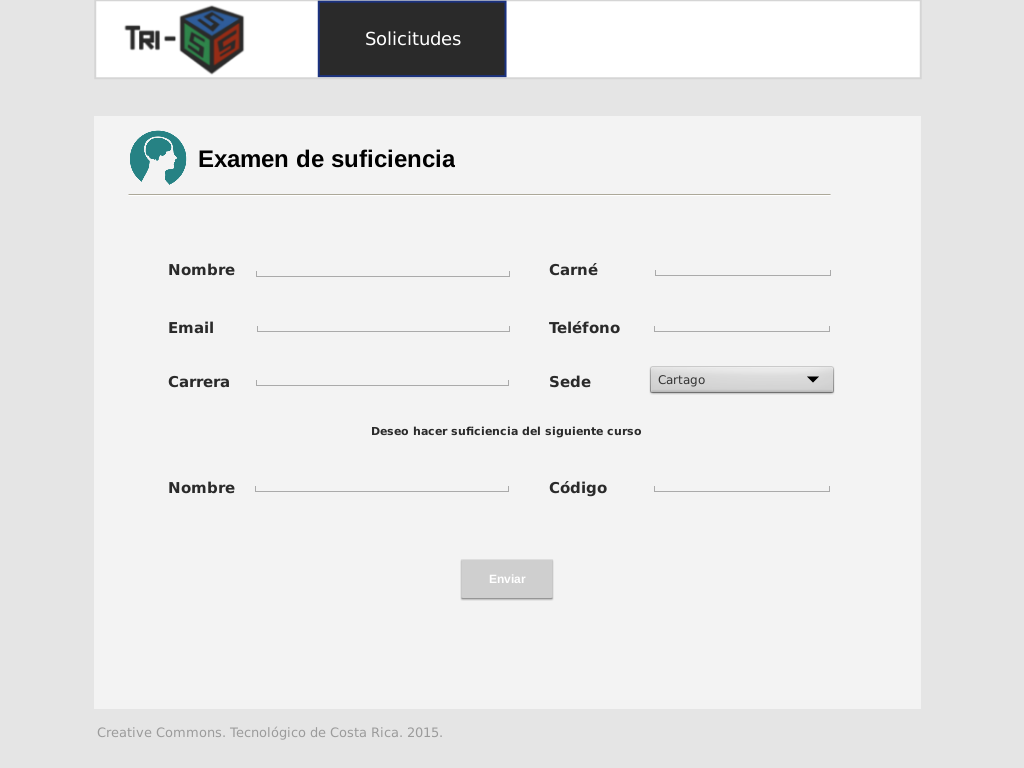 TRI-SSS
Solicitudes
Examen de suficiencia
Nombre
Carné
Email
Teléfono
Carrera
Sede
Cartago
Deseo hacer suficiencia del siguiente curso
Nombre
Código
Enviar
Creative Commons. Tecnológico de Costa Rica. 2015.